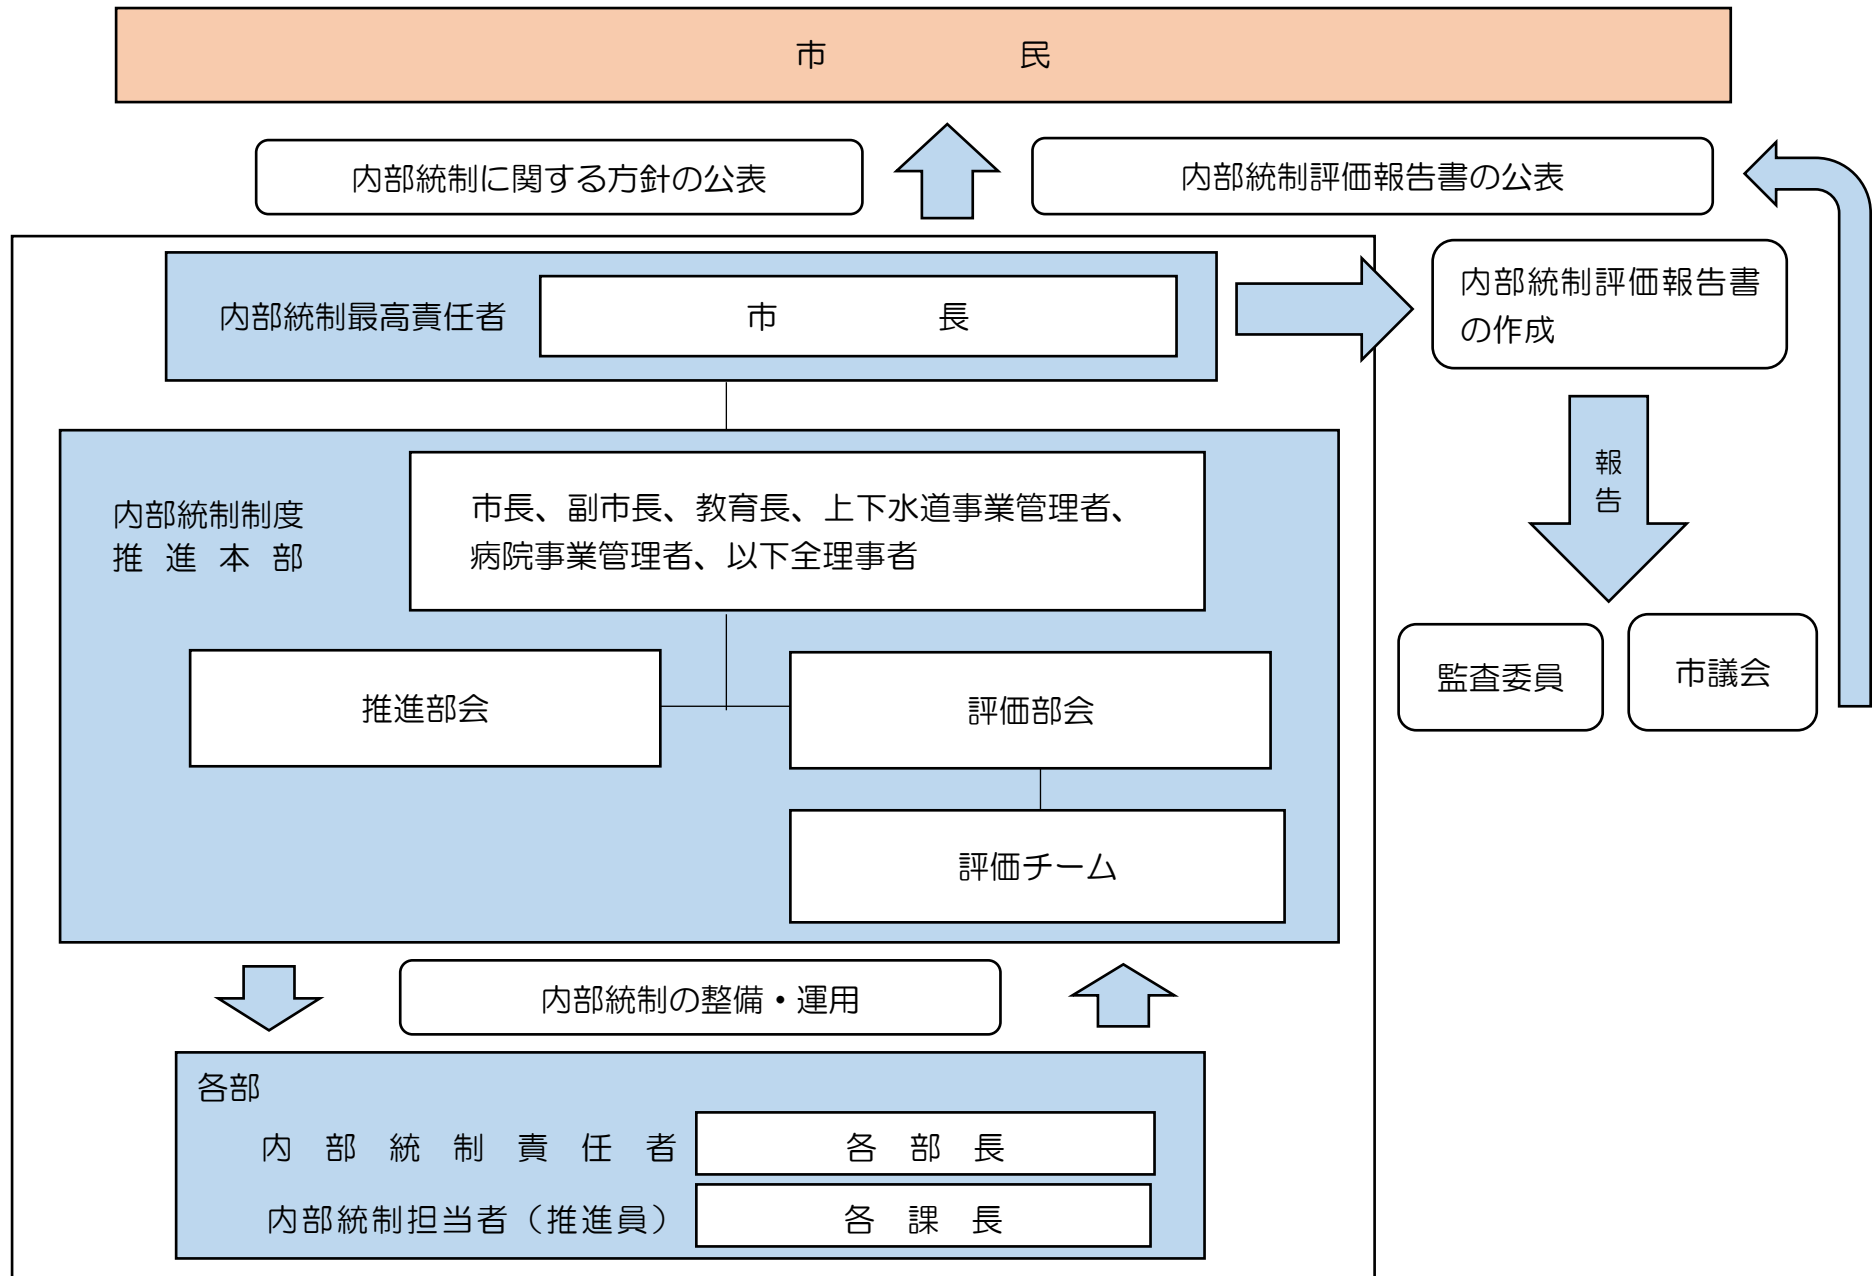 市　民
内部統制に関する方針の公表
内部統制評価報告書の公表
内部統制最高責任者
市　長
内部統制評価報告書
の作成
報告
内部統制制度
推進本部
市長、副市長、教育長、上下水道事業管理者、
病院事業管理者、以下全理事者
推進部会
評価部会
評価チーム
監査委員
市議会
内部統制の整備・運用
各部
内部統制責任者
各部長
内部統制担当者（推進員）
各課長